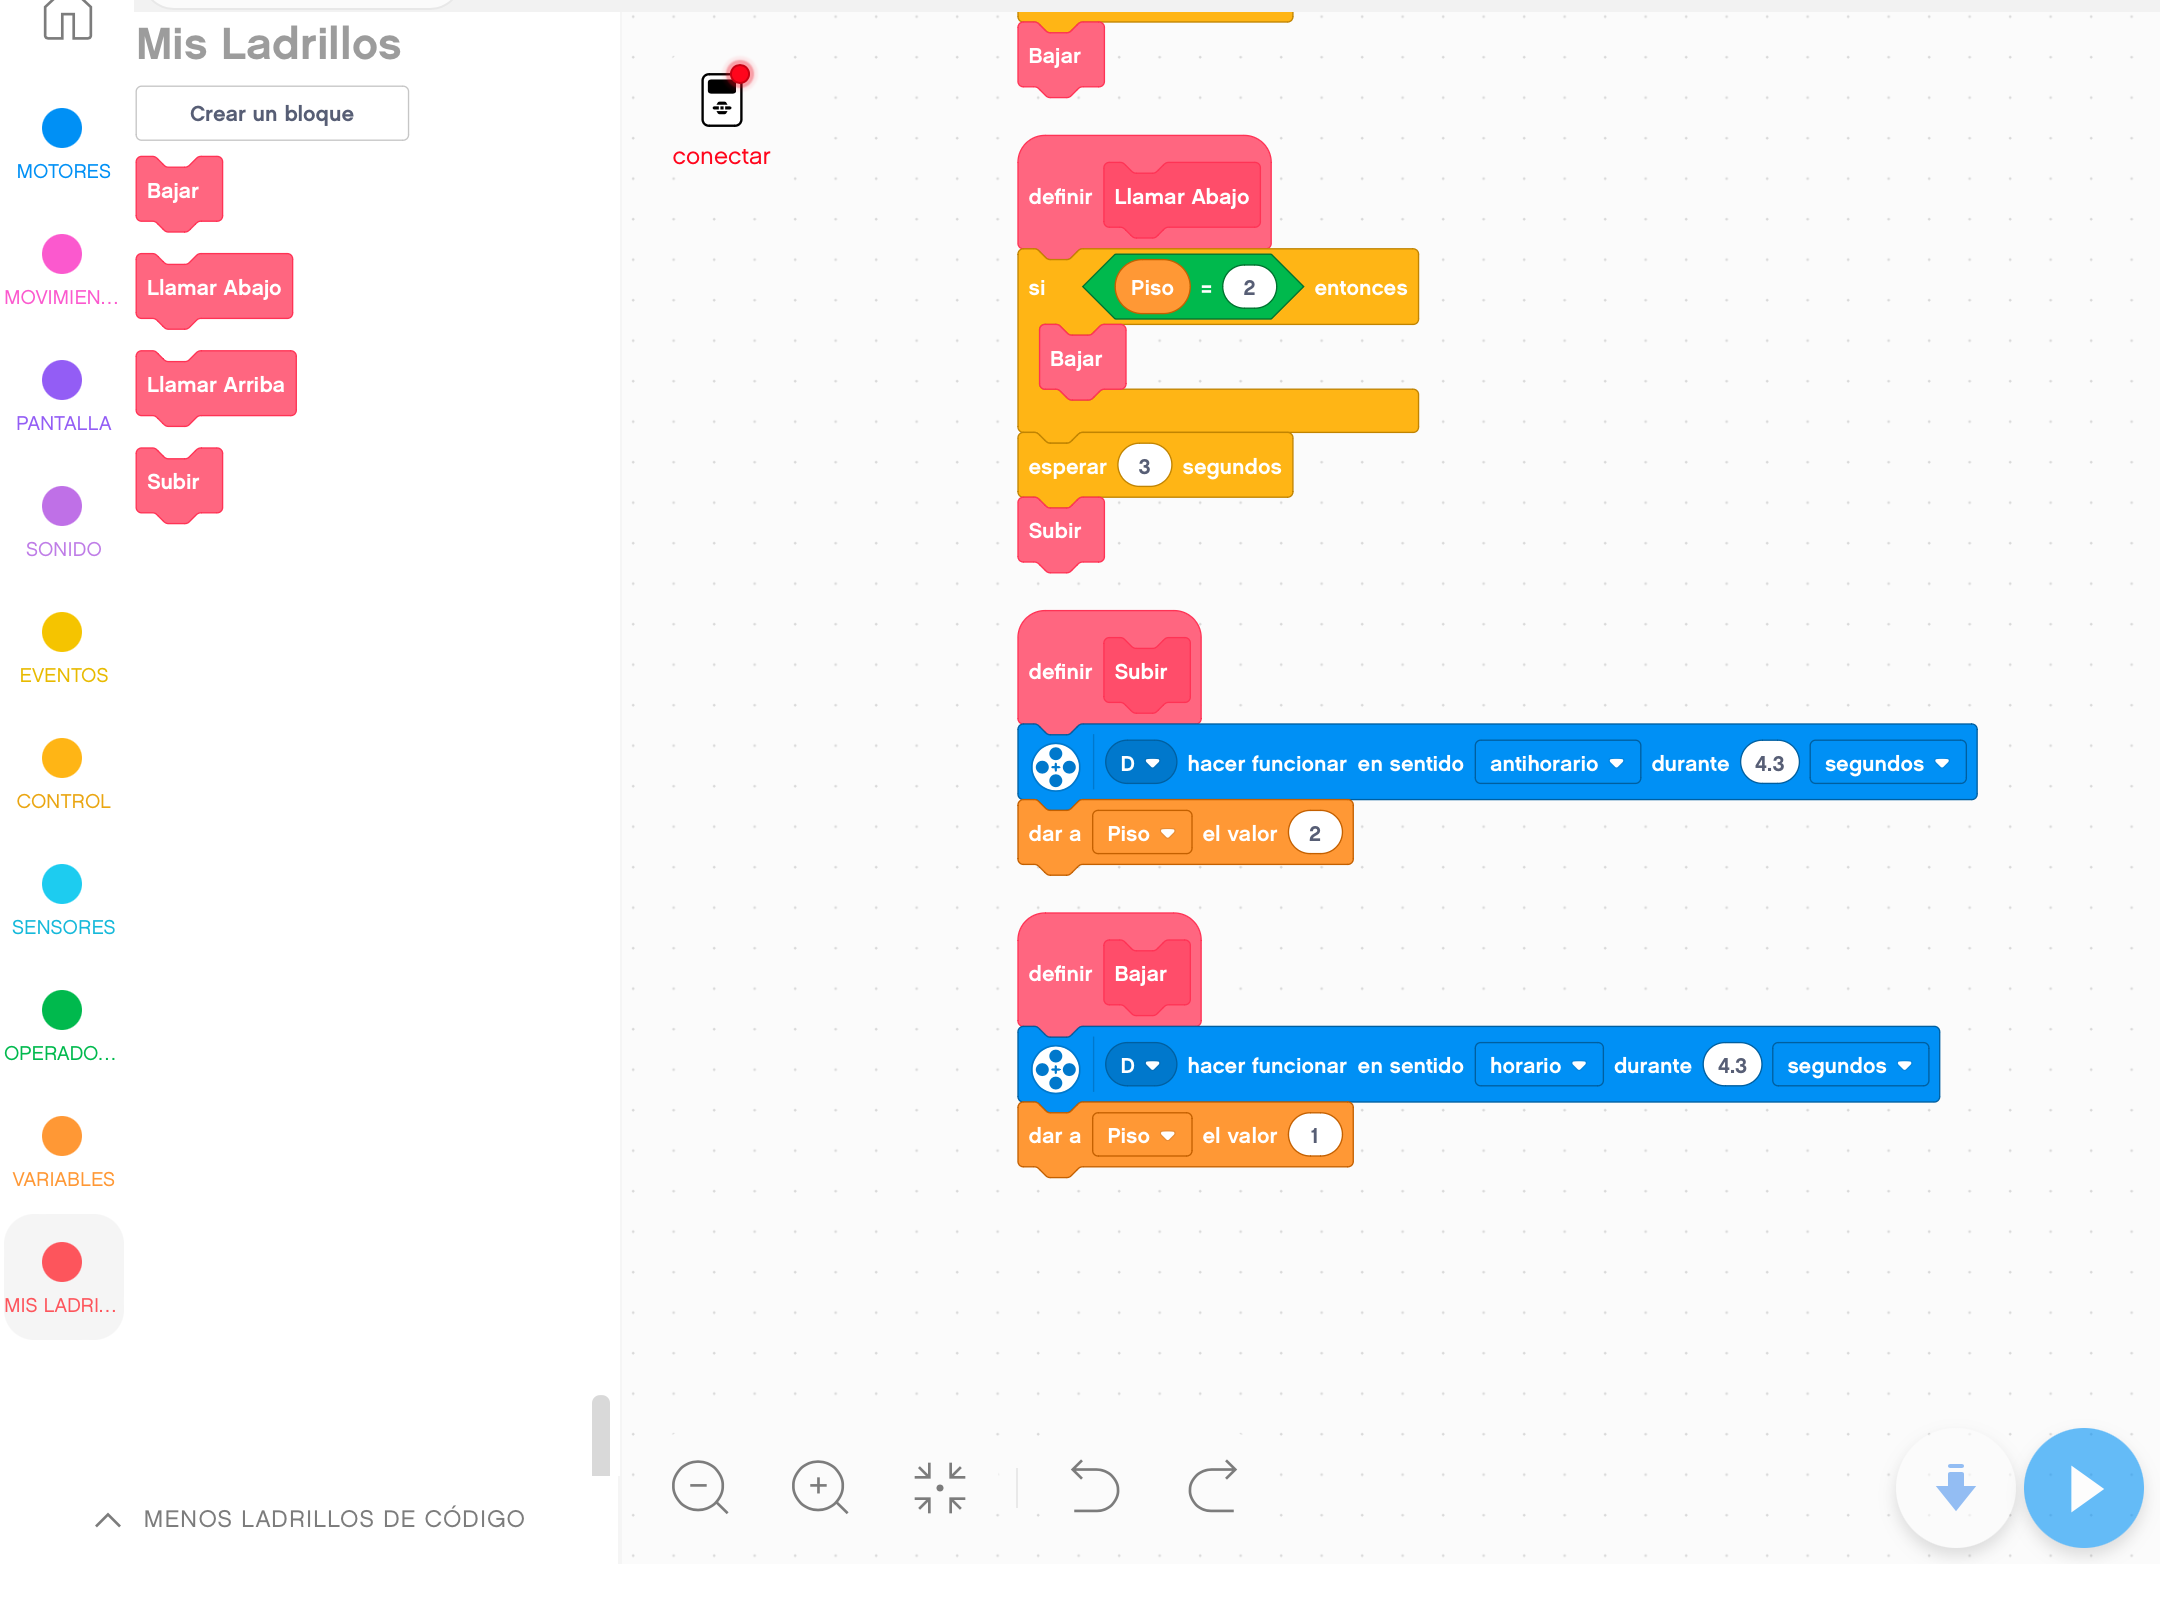 Mis Ladrillos
Crear un bloque
Bajar
Llamar Abajo
Llamar Arriba
Subir
MOTORES
MOVIMIEN...
PANTALLA
SONIDO
EVENTOS
CONTROL
SENSORES
OPERADO...
VARIABLES
MIS LADRI...
MENOS LADRILLOS DE CÓDIGO
conectar
Bajar
definir Llamar Abajo
si Piso = 2 entonces
Bajar
esperar 3 segundos
Subir
definir Subir
D hacer funcionar en sentido antihorario durante 4.3 segundos
dar a Piso el valor 2
definir Bajar
D hacer funcionar en sentido horario durante 4.3 segundos
dar a Piso el valor 1